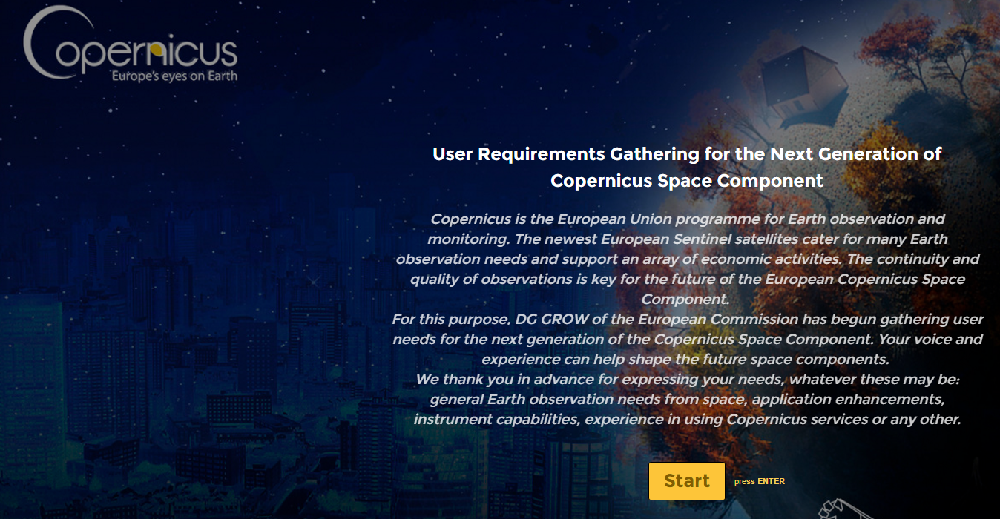 Copernicus
Europe's eyes on Earth
User Requirements Gathering for the Next Generation of
Copernicus Space Component
Copernicus is the European Union programme for Earth observation and
monitoring. The newest European Sentinel satellites cater for many Earth
observation needs and support an array of economic activities. The continuity and
quality of observations is key for the future of the European Copernicus Space
Component.
For this purpose, DG GROW of the European Commission has begun gathering user
needs for the next generation of the Copernicus Space Component. Your voice and
experience can help shape the future space components.
We thank you in advance for expressing your needs, whatever these may be:
general Earth observation needs from space, application enhancements,
instrument capabilities, experience in using Copernicus services or any other.
Start press ENTER